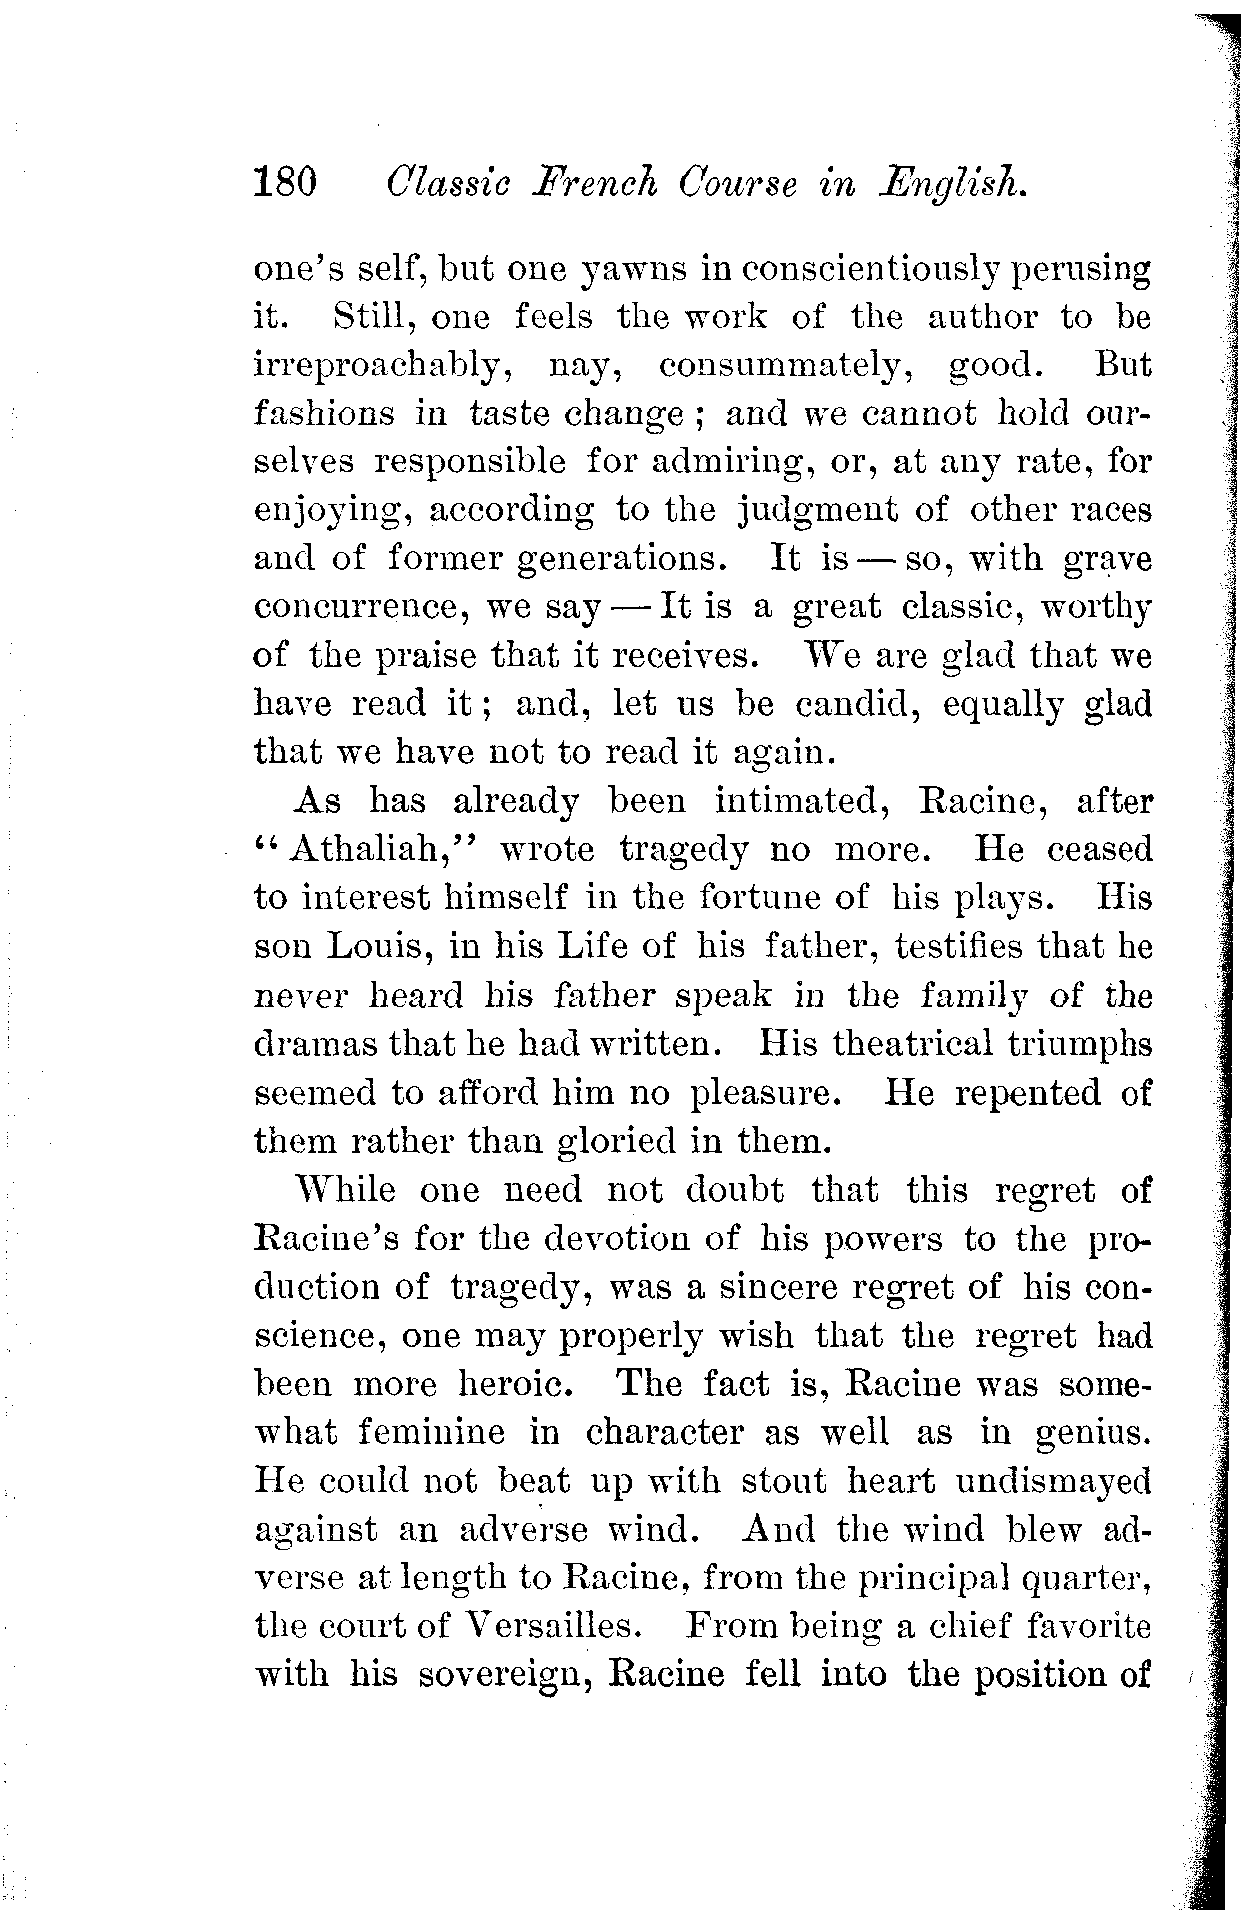 180 Classic French Course in English.
one's self, but one yawns in conscientiously perusing
it. Still, one feels the work of the author to be
irreproachably, nay, consummately, good. But
fashions in taste change ; and we cannot hold our-
selves responsible for admiring, or, at any rate, for
enjoying, according to the judgment of other races
and of former generations. It is — so, with grave
concurrence, we say — It is a great classic, worthy
of the praise that it receives. We are glad that we
have read it ; and, let us be candid, equally glad
that we have not to read it again.
As has already been intimated, Racine, after
“ Athaliah,” wrote tragedy no more. He ceased
to interest himself in the fortune of his plays. His
son Louis, in his Life of his father, testifies that he
never heard his father speak in the family of the
dramas that he had written. His theatrical triumphs
seemed to afford him no pleasure. He repented of
them rather than gloried in them.
While one need not doubt that this regret of
Racine's for the devotion of his powers to the pro-
duction of tragedy, was a sincere regret of his con-
science, one may properly wish that the regret had
been more heroic. The fact is, Racine was some-
what feminine in character as well as in genius.
He could not beat up with stout heart undismayed
against an adverse wind. And the wind blew ad-
verse at length to Racine, from the principal quarter,
the court of Versailles. From being a chief favorite
with his sovereign, Racine fell into the position of